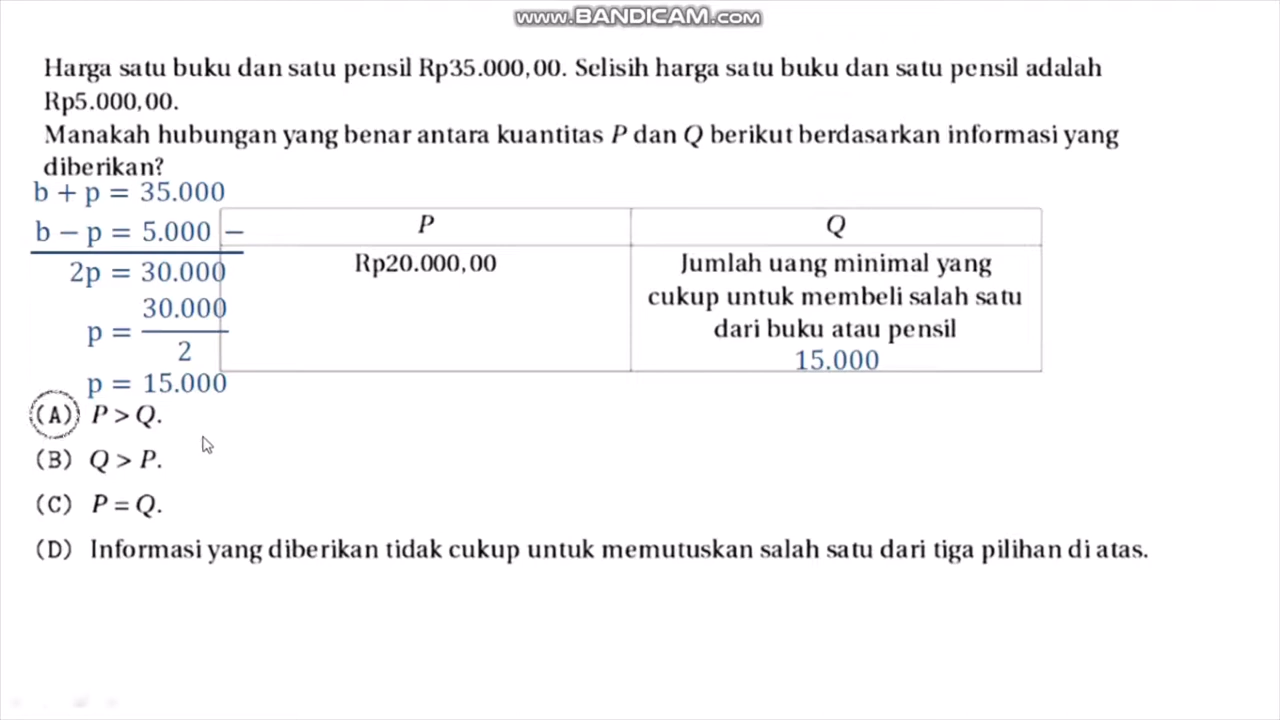 www.BANDICAM.com
Harga satu buku dan satu pensil Rp35.000,00. Selisih harga satu buku dan satu pensil adalah
Rp5.000,00.
Manakah hubungan yang benar antara kuantitas P dan Q berikut berdasarkan informasi yang
diberikan?
b + p = 35.000
b − p = 5.000 −
2p = 30.000
p = 30.000
2
p = 15.000
P
Q
Rp20.000,00
Jumlah uang minimal yang
cukup untuk membeli salah satu
dari buku atau pensil
15.000
(A) P > Q.
(B) Q > P.
(C) P = Q.
(D) Informasi yang diberikan tidak cukup untuk memutuskan salah satu dari tiga pilihan di atas.